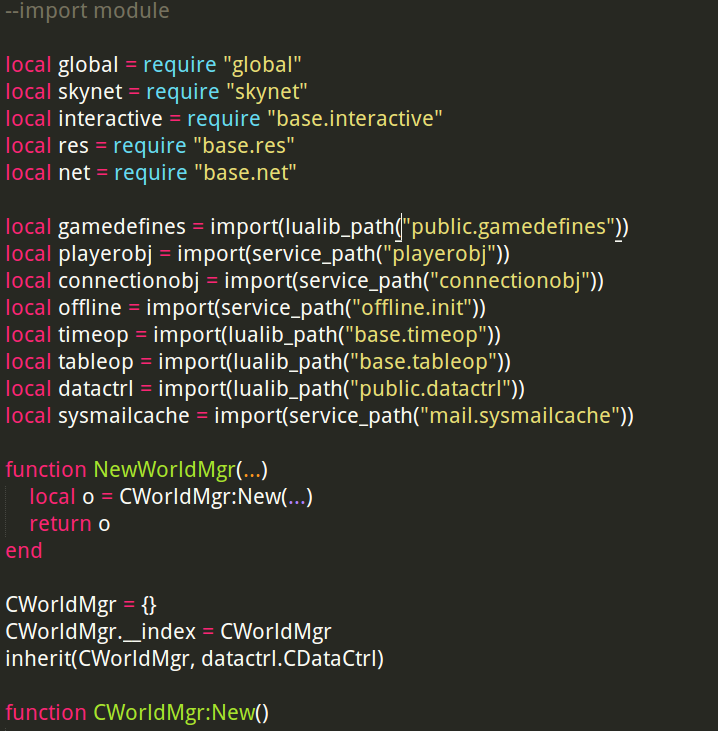 --import module
local global = require "global"
local skynet = require "skynet"
local interactive = require "base.interactive"
local res = require "base.res"
local net = require "base.net"
local gamedefines = import(lualib_path("public.gamedefines"))
local playerobj = import(service_path("playerobj"))
local connectionobj = import(service_path("connectionobj"))
local offline = import(service_path("offline.init"))
local timeop = import(lualib_path("base.timeop"))
local tableop = import(lualib_path("base.tableop"))
local datactrl = import(lualib_path("public.datactrl"))
local sysmailcache = import(service_path("mail.sysmailcache"))
function NewWorldMgr(...)
    local o = CWorldMgr:New(...)
    return o
end
CWorldMgr = {}
CWorldMgr.__index = CWorldMgr
inherit(CWorldMgr, datactrl.CDataCtrl)
function CWorldMgr:New()